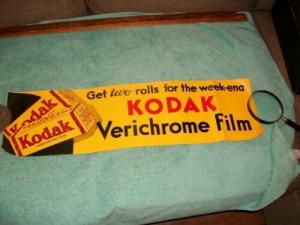 Get two rolls for the week-end
KODAK
Verichrome Film
Kodak
Kodak